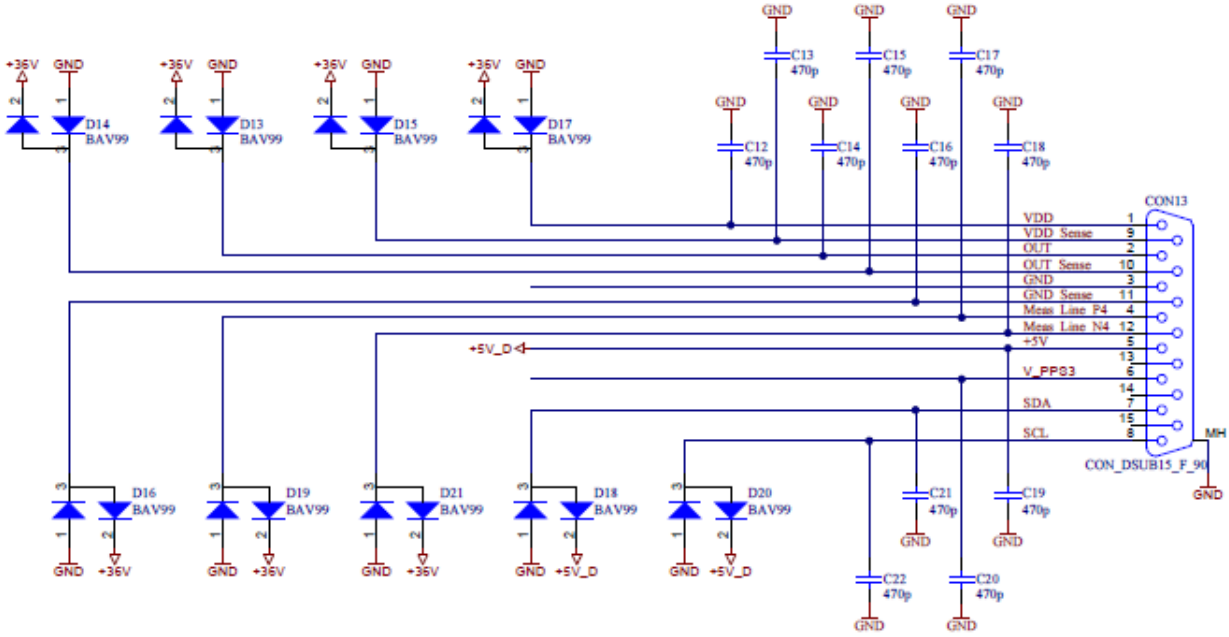 GND GND GND
C13 470p
C15 470p
C17 470p
+36V GND +36V GND +36V GND +36V GND
2 1 2 1 2 1 2 1
D14 BAV99
D13 BAV99
D15 BAV99
D17 BAV99
3 3 3 3
GND GND GND GND
C12 470p
C14 470p
C16 470p
C18 470p
CON13
VDD 1
VDD Sense 9
OUT 2
OUT Sense 10
GND 3
GND Sense 11
Meas Line P4 4
Meas Line N4 12
+5V_D +5V 5
13
V_PPS3 6
14
SDA 7
15
SCL 8
MH
CON_DSUB15_F_90
GND
3 3 3 3 3
D16 BAV99
D19 BAV99
D21 BAV99
D18 BAV99
D20 BAV99
C21 470p
C19 470p
1 2 1 2 1 2 1 2 1 2
GND GND
GND +36V GND +36V GND +36V GND +5V_D GND +5V_D
C22 470p
C20 470p
GND GND